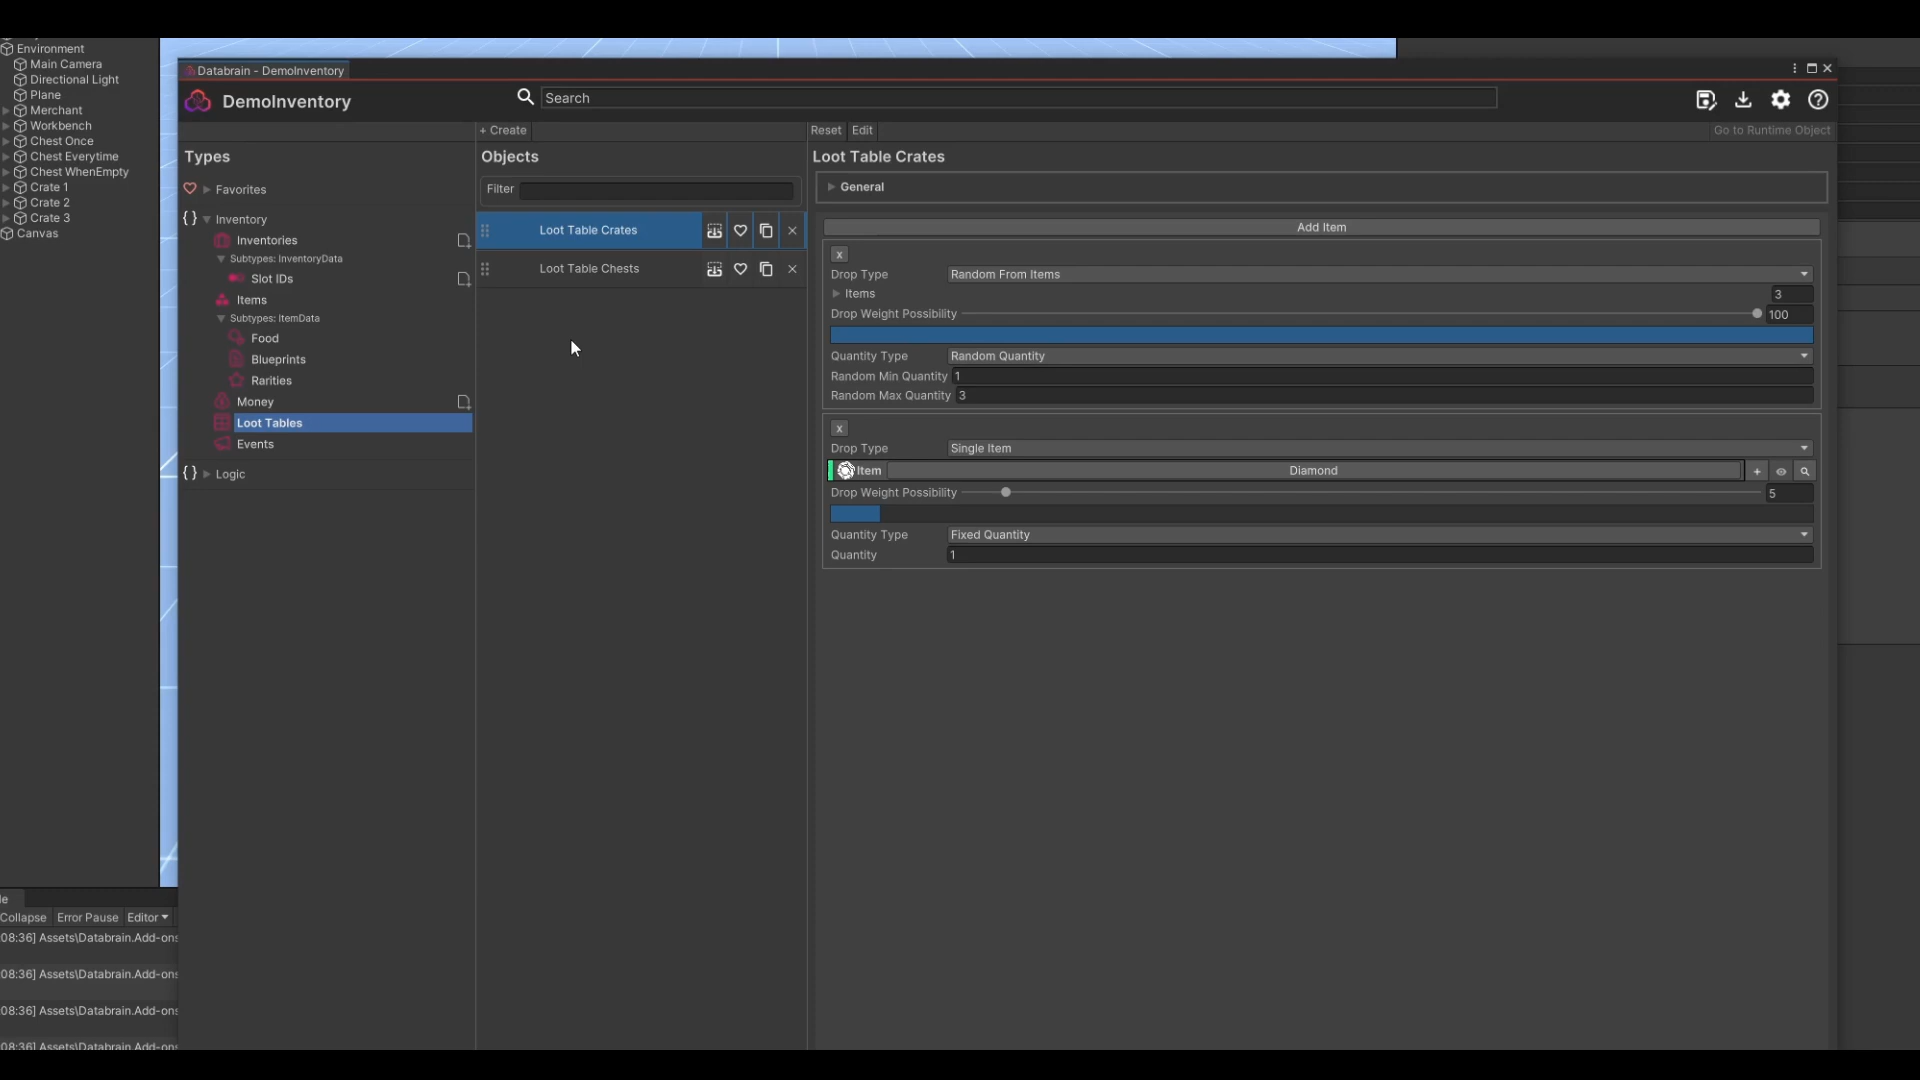 Environment
Main Camera
Directional Light
Plane
Merchant
Workbench
Chest Once
Chest Everytime
Chest WhenEmpty
Crate 1
Crate 2
Crate 3
Canvas
Databrain - DemoInventory
DemoInventory
Search
+ Create
Reset Edit
Go to Runtime Object
Types
Objects
Loot Table Crates
Favorites
Filter
General
{ } Inventory
Inventories
Subtypes: InventoryData
Slot IDs
Items
Subtypes: ItemData
Food
Blueprints
Rarities
Money
Loot Tables
Events
{ } Logic
Loot Table Crates
Loot Table Chests
Add Item
x
Drop Type Random From Items
Items 3
Drop Weight Possibility 100
Quantity Type Random Quantity
Random Min Quantity 1
Random Max Quantity 3
x
Drop Type Single Item
Item Diamond
Drop Weight Possibility 5
Quantity Type Fixed Quantity
Quantity 1
Collapse Error Pause Editor
08:36] Assets\Databrain.Add-ons
08:36] Assets\Databrain.Add-ons
08:36] Assets\Databrain.Add-ons
08:36] Assets\Databrain.Add-ons